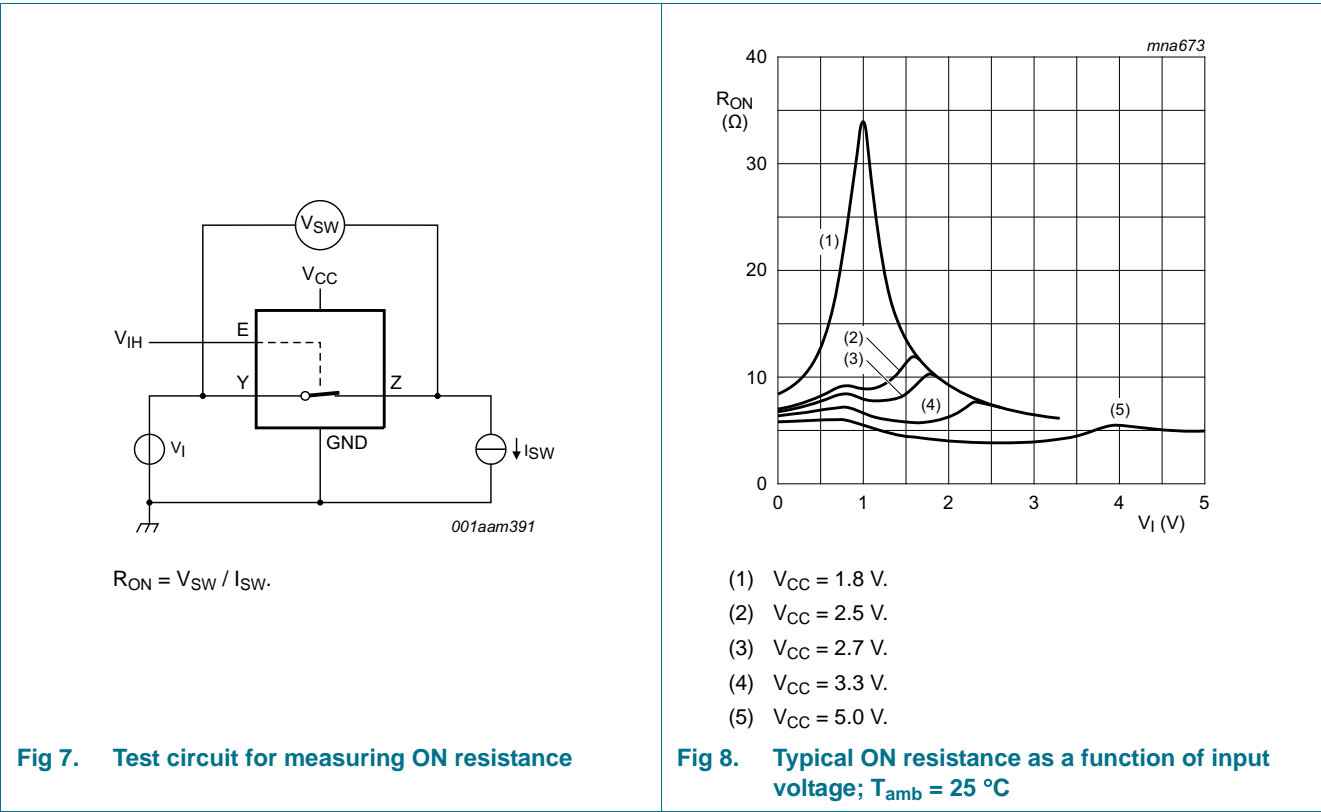 VSW
VCC
VIH
E
Y
Z
GND
VI
ISW
001aam391
RON = VSW / ISW.
Fig 7. Test circuit for measuring ON resistance
mna673
40
RON
(Ω)
30
(1)
20
(2)
(3)
10
(4)
(5)
0
0 1 2 3 4 5
VI (V)
(1) VCC = 1.8 V.
(2) VCC = 2.5 V.
(3) VCC = 2.7 V.
(4) VCC = 3.3 V.
(5) VCC = 5.0 V.
Fig 8. Typical ON resistance as a function of input
voltage; Tamb = 25 °C